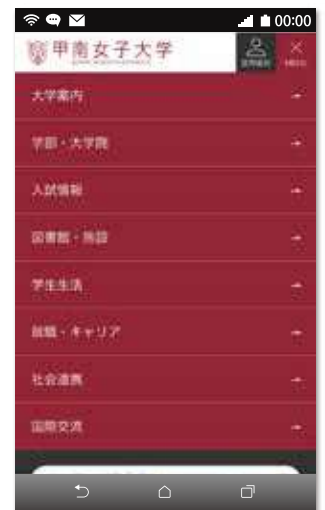 00:00
甲南女子大学
MENU
大学案内
学部・大学院
入試情報
図書館・施設
学生生活
就職・キャリア
社会連携
国際交流